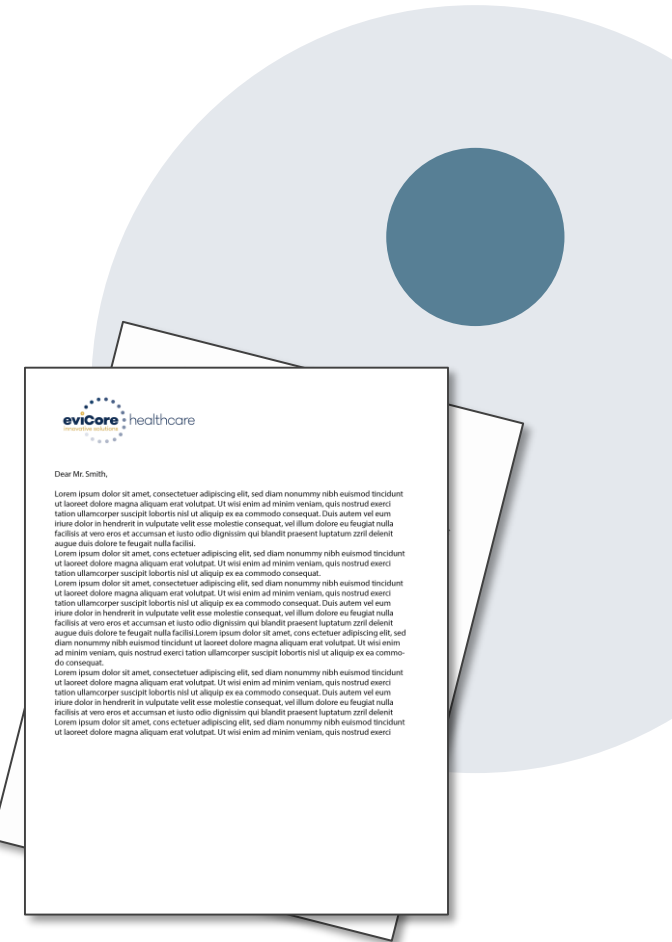 eviCore healthcare
innovative solutions
Dear Mr. Smith,
Lorem ipsum dolor sit amet, consectetuer adipiscing elit, sed diam nonummy nibh euismod tincidunt
ut laoreet dolore magna aliquam erat volutpat. Ut wisi enim ad minim veniam, quis nostrud exerci
tation ullamcorper suscipit lobortis nisl ut aliquip ex ea commodo consequat. Duis autem vel eum
iriure dolor in hendrerit in vulputate velit esse molestie consequat, vel illum dolore eu feugiat nulla
facilisis at vero eros et accumsan et iusto odio dignissim qui blandit praesent luptatum zzril delenit
augue duis dolore te feugait nulla facilisi.
Lorem ipsum dolor sit amet, cons ectetuer adipiscing elit, sed diam nonummy nibh euismod tincidunt
ut laoreet dolore magna aliquam erat volutpat. Ut wisi enim ad minim veniam, quis nostrud exerci
tation ullamcorper suscipit lobortis nisl ut aliquip ex ea commodo consequat.
Lorem ipsum dolor sit amet, consectetuer adipiscing elit, sed diam nonummy nibh euismod tincidunt
ut laoreet dolore magna aliquam erat volutpat. Ut wisi enim ad minim veniam, quis nostrud exerci
tation ullamcorper suscipit lobortis nisl ut aliquip ex ea commodo consequat. Duis autem vel eum
iriure dolor in hendrerit in vulputate velit esse molestie consequat, vel illum dolore eu feugiat nulla
facilisis at vero eros et accumsan et iusto odio dignissim qui blandit praesent luptatum zzril delenit
augue duis dolore te feugait nulla facilisi.Lorem ipsum dolor sit amet, cons ectetuer adipiscing elit, sed
diam nonummy nibh euismod tincidunt ut laoreet dolore magna aliquam erat volutpat. Ut wisi enim
ad minim veniam, quis nostrud exerci tation ullamcorper suscipit lobortis nisl ut aliquip ex ea commo-
do consequat.
Lorem ipsum dolor sit amet, consectetuer adipiscing elit, sed diam nonummy nibh euismod tincidunt
ut laoreet dolore magna aliquam erat volutpat. Ut wisi enim ad minim veniam, quis nostrud exerci
tation ullamcorper suscipit lobortis nisl ut aliquip ex ea commodo consequat. Duis autem vel eum
iriure dolor in hendrerit in vulputate velit esse molestie consequat, vel illum dolore eu feugiat nulla
facilisis at vero eros et accumsan et iusto odio dignissim qui blandit praesent luptatum zzril delenit
Lorem ipsum dolor sit amet, cons ectetuer adipiscing elit, sed diam nonummy nibh euismod tincidunt
ut laoreet dolore magna aliquam erat volutpat. Ut wisi enim ad minim veniam, quis nostrud exerci